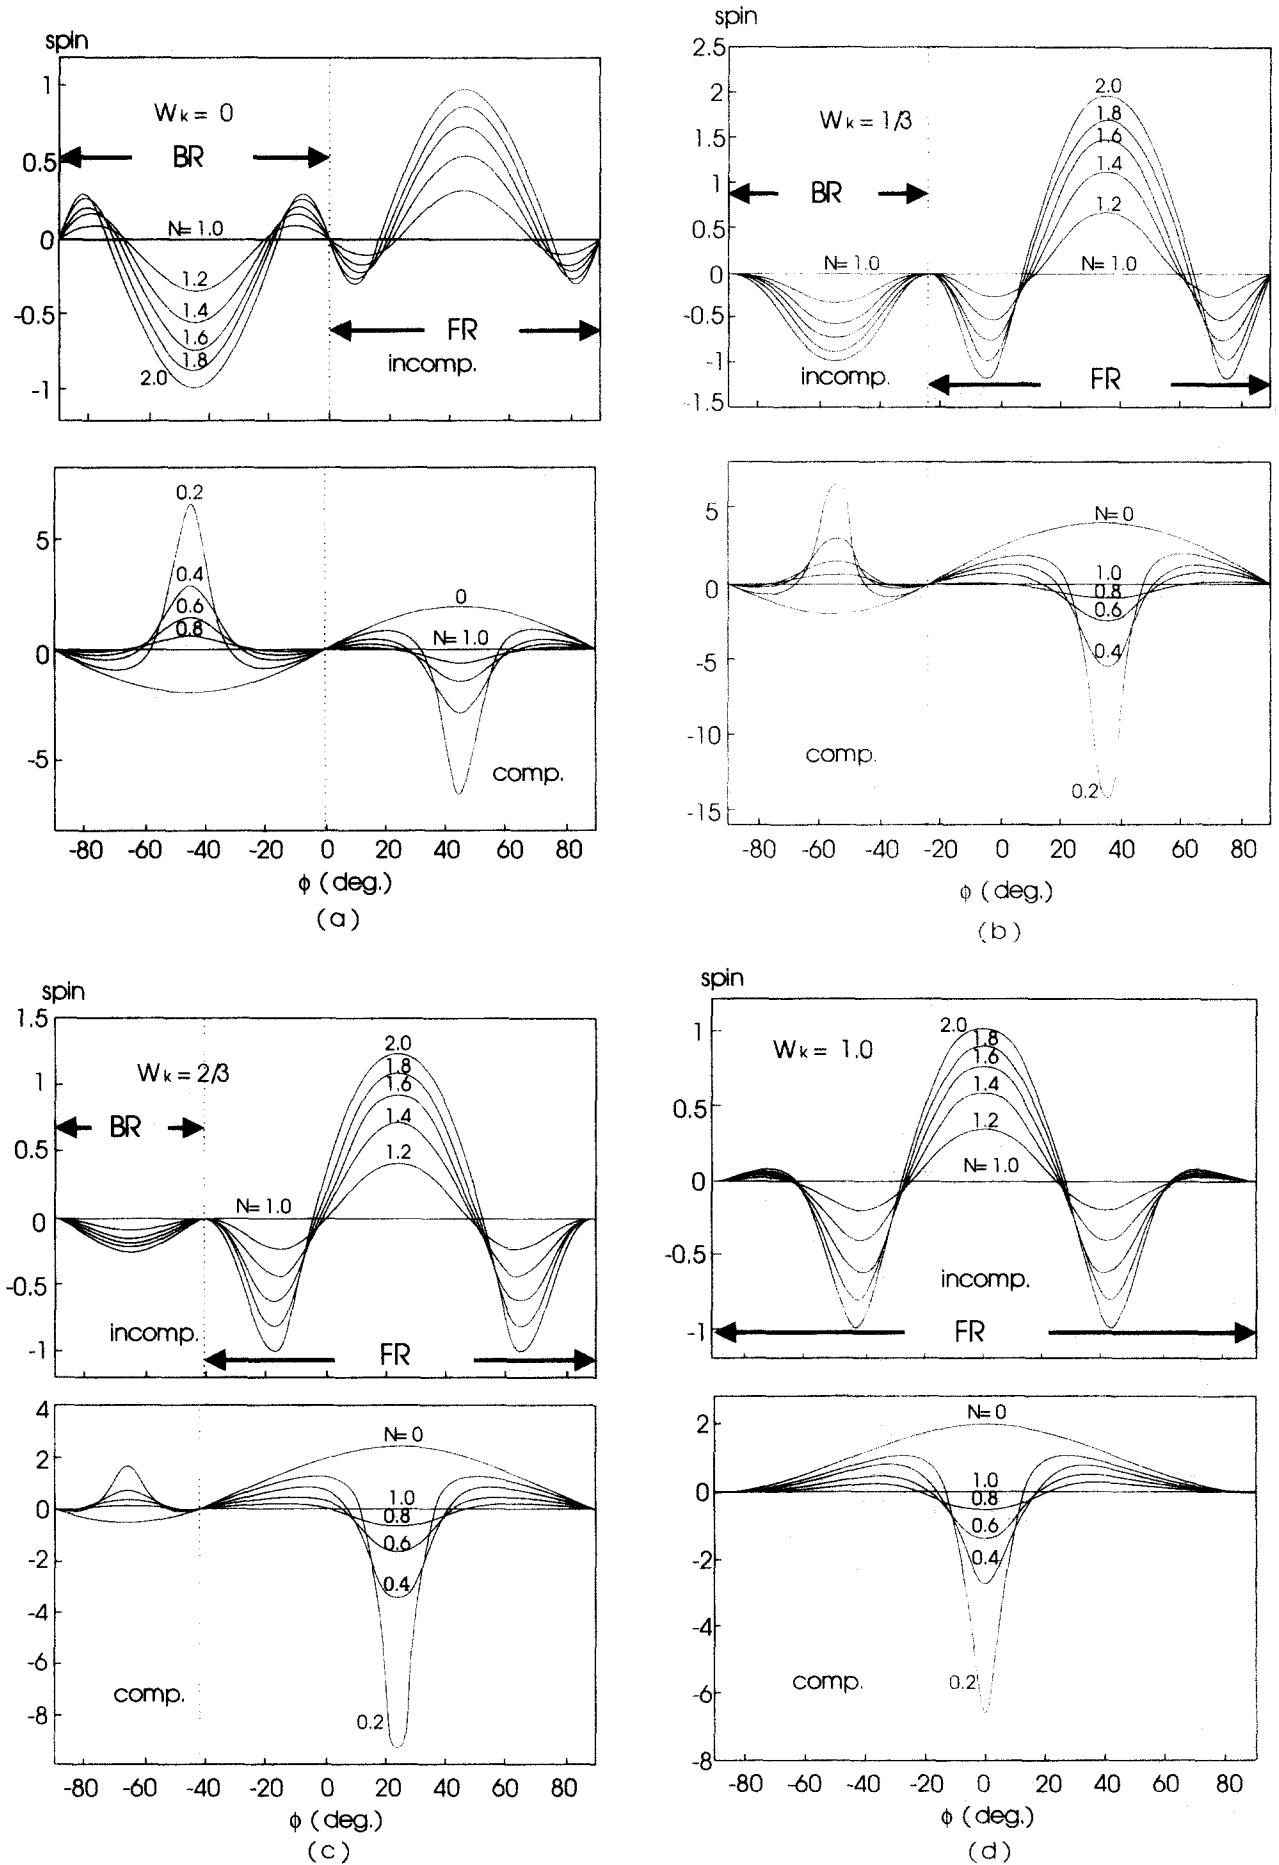 spin
1
0.5
0
-0.5
-1
Wk = 0
BR
N=1.0
1.2
1.4
1.6
1.8
2.0
FR
incomp.
5
0
-5
0.2
0.4
0.6
0.8
0
N=1.0
comp.
-80 -60 -40 -20 0 20 40 60 80
ϕ (deg.)
(a)
spin
2.5
2
1.5
1
0.5
0
-0.5
-1
-1.5
Wk = 1/3
BR
2.0
1.8
1.6
1.4
1.2
N=1.0
N=1.0
incomp.
FR
5
0
-5
-10
-15
N=0
1.0
0.8
0.6
0.4
0.2
comp.
-80 -60 -40 -20 0 20 40 60 80
ϕ (deg.)
(b)
spin
1.5
1
0.5
0
-0.5
-1
Wk = 2/3
BR
2.0
1.8
1.6
1.4
1.2
N=1.0
incomp.
FR
4
2
0
-2
-4
-6
-8
N=0
1.0
0.8
0.6
0.4
0.2
comp.
-80 -60 -40 -20 0 20 40 60 80
ϕ (deg.)
(c)
spin
1
0.5
0
-0.5
-1
Wk = 1.0
2.0
1.8
1.6
1.4
1.2
N=1.0
incomp.
FR
2
0
-2
-4
-6
-8
N=0
1.0
0.8
0.6
0.4
0.2
comp.
-80 -60 -40 -20 0 20 40 60 80
ϕ (deg.)
(d)